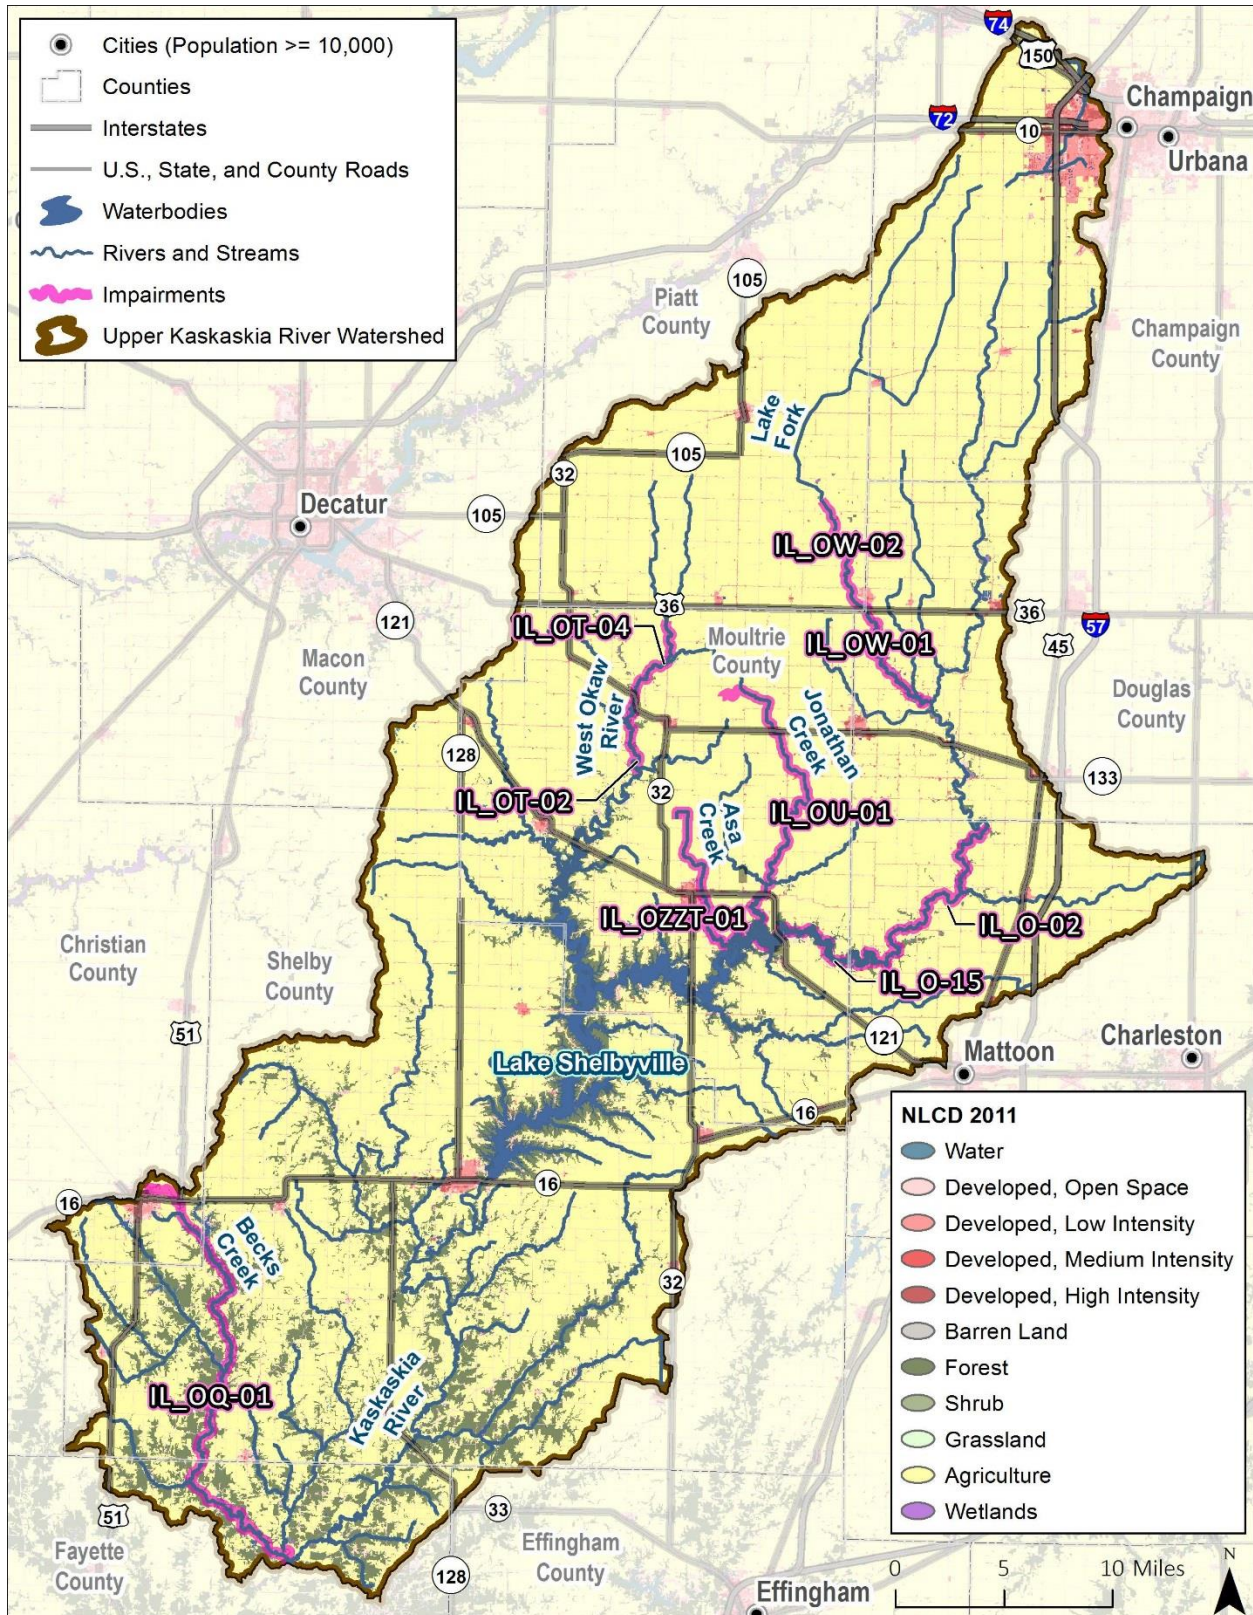 Cities (Population >= 10,000)
Counties
Interstates
U.S., State, and County Roads
Waterbodies
Rivers and Streams
Impairments
Upper Kaskaskia River Watershed
74
150
Champaign
72
10
Urbana
105
Piatt
County
Champaign
County
Lake
Fork
105
32
Decatur
105
IL_OW-02
36
36
121
IL_OT-04
Moultrie
County
IL_OW-01
45
57
Macon
County
West Okaw
River
Jonathan
Creek
Douglas
County
128
133
IL_OT-02
32
Asa
Creek
IL_OU-01
IL_OZZT-01
IL_O-02
Christian
County
Shelby
County
IL_O-15
51
121
Charleston
Mattoon
Lake Shelbyville
16
16
16
Becks
Creek
32
IL_OQ-01
Kaskaskia
River
51
33
Fayette
County
Effingham
County
128
Effingham
NLCD 2011
Water
Developed, Open Space
Developed, Low Intensity
Developed, Medium Intensity
Developed, High Intensity
Barren Land
Forest
Shrub
Grassland
Agriculture
Wetlands
0 5 10 Miles
N